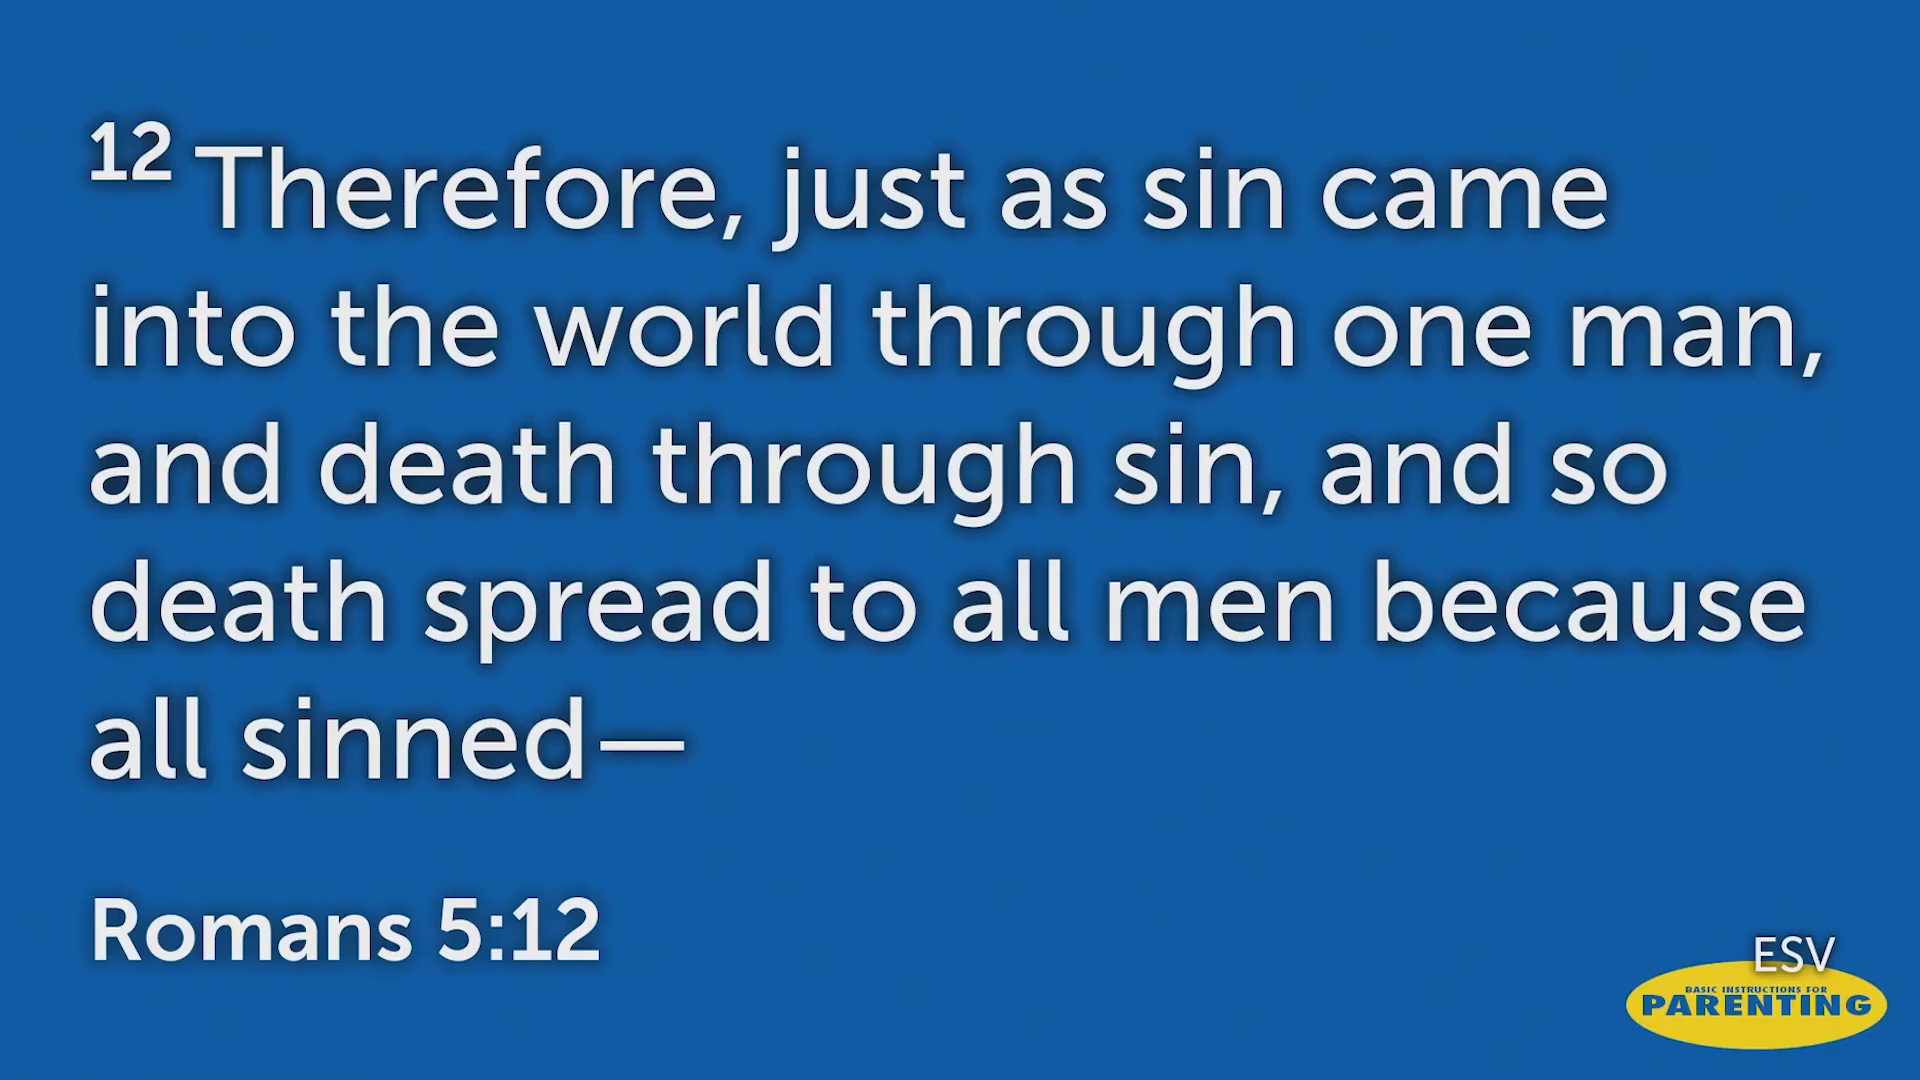 12 Therefore, just as sin came
into the world through one man,
and death through sin, and so
death spread to all men because
all sinned—
Romans 5:12
ESV
BASIC INSTRUCTIONS FOR
PARENTING